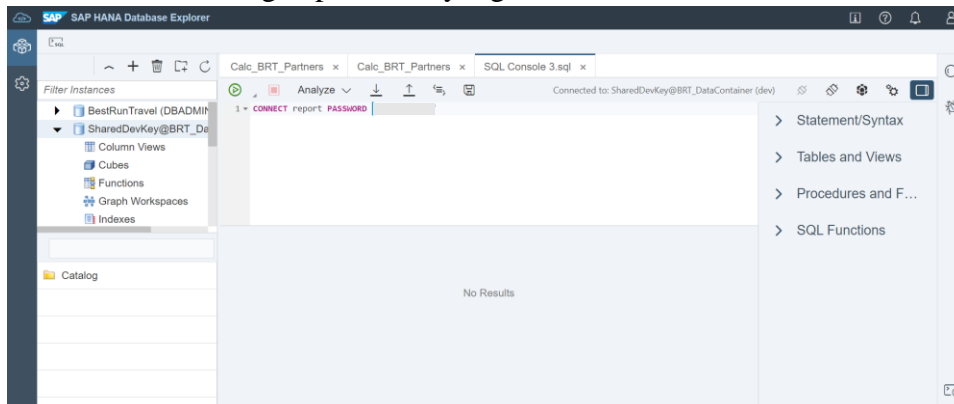 SAP SAP HANA Database Explorer
SQL
Filter Instances
BestRunTravel (DBADMIN
SharedDevKey@BRT_Da
Column Views
Cubes
Functions
Graph Workspaces
Indexes
Catalog
Calc_BRT_Partners × Calc_BRT_Partners × SQL Console 3.sql ×
Analyze Connected to: SharedDevKey@BRT_DataContainer (dev)
1 CONNECT report PASSWORD
No Results
Statement/Syntax
Tables and Views
Procedures and F...
SQL Functions